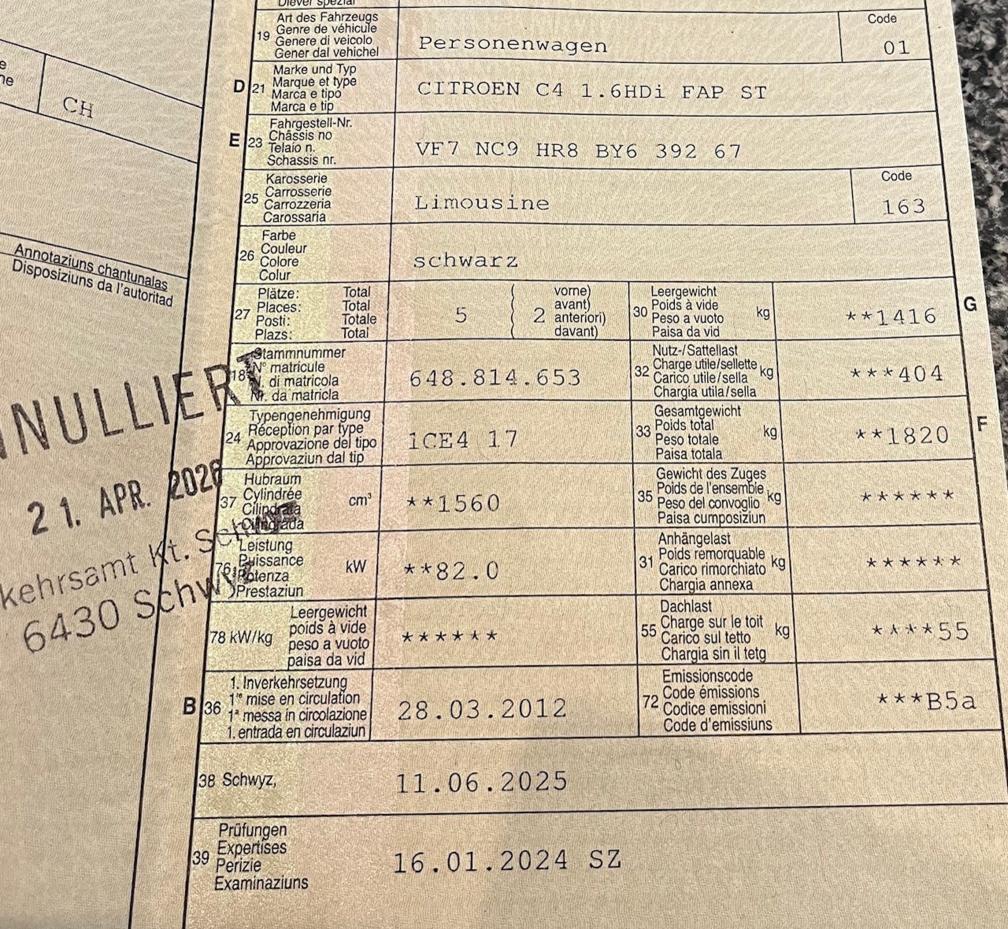 CH
Annotaziuns chantunalas
Disposiziuns da l'autoritad
NNULLIERT
21. APR. 2026
kehrsamt Kt. Schwyz
6430 Schwyz
19 Art des Fahrzeugs
Genre de véhicule
Genere di veicolo
Gener dal vehichel
Personenwagen
Code
01
D 21 Marke und Typ
Marque et type
Marca e tipo
Marca e tip
CITROEN C4 1.6HDi FAP ST
E 23 Fahrgestell-Nr.
Châssis no
Telaio n.
Schassis nr.
VF7 NC9 HR8 BY6 392 67
25 Karosserie
Carrosserie
Carrozzeria
Carossaria
Limousine
Code
163
26 Farbe
Couleur
Colore
Colur
schwarz
27 Plätze: Total
Places: Total
Posti: Totale
Plazs: Total
5
2
vorne)
avant)
anteriori)
davant)
30 Leergewicht
Poids à vide
Peso a vuoto
Paisa da vid
kg
**1416
G
18 Stammnummer
N° matricule
N. di matricola
Nr. da matricla
648.814.653
32 Nutz-/Sattellast
Charge utile/sellette
Carico utile/sella
Chargia utila/sella
kg
***404
24 Typengenehmigung
Réception par type
Approvazione del tipo
Approvaziun dal tip
1CE4 17
33 Gesamtgewicht
Poids total
Peso totale
Paisa totala
kg
**1820
F
37 Hubraum
Cylindrée
Cilindrata
Cilindrada
cm³
**1560
35 Gewicht des Zuges
Poids de l'ensemble
Peso del convoglio
Paisa cumposiziun
kg
******
76 Leistung
Puissance
Potenza
Prestaziun
kW
**82.0
31 Anhängelast
Poids remorquable
Carico rimorchiato
Chargia annexa
kg
******
78 kW/kg
Leergewicht
poids à vide
peso a vuoto
paisa da vid
******
55 Dachlast
Charge sur le toit
Carico sul tetto
Chargia sin il tetg
kg
****55
B 36 1. Inverkehrsetzung
1re mise en circulation
1a messa in circolazione
1. entrada en circulaziun
28.03.2012
72 Emissionscode
Code émissions
Codice emissioni
Code d'emissiuns
***B5a
38 Schwyz,
11.06.2025
39 Prüfungen
Expertises
Perizie
Examinaziuns
16.01.2024 SZ